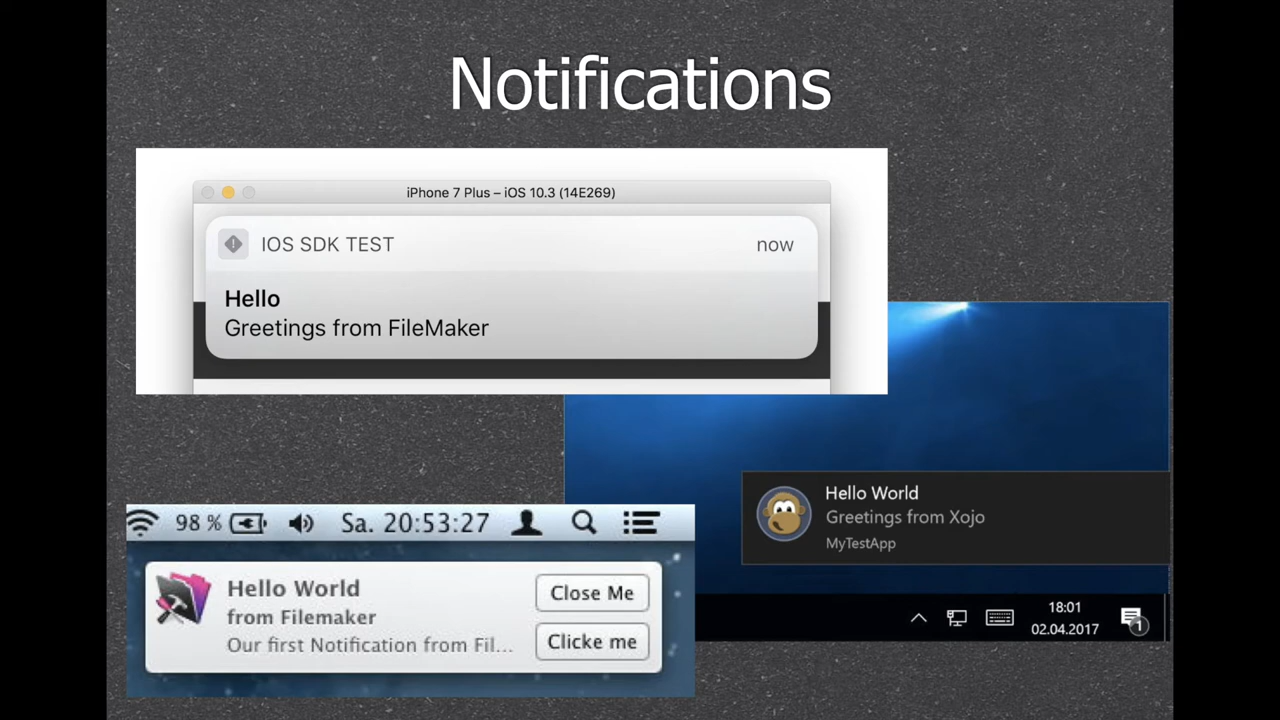 Notifications
iPhone 7 Plus – iOS 10.3 (14E269)
IOS SDK TEST now
Hello
Greetings from FileMaker
Hello World
Greetings from Xojo
MyTestApp
18:01
02.04.2017
1
98 % Sa. 20:53:27
Hello World
from Filemaker
Our first Notification from Fil...
Close Me
Clicke me